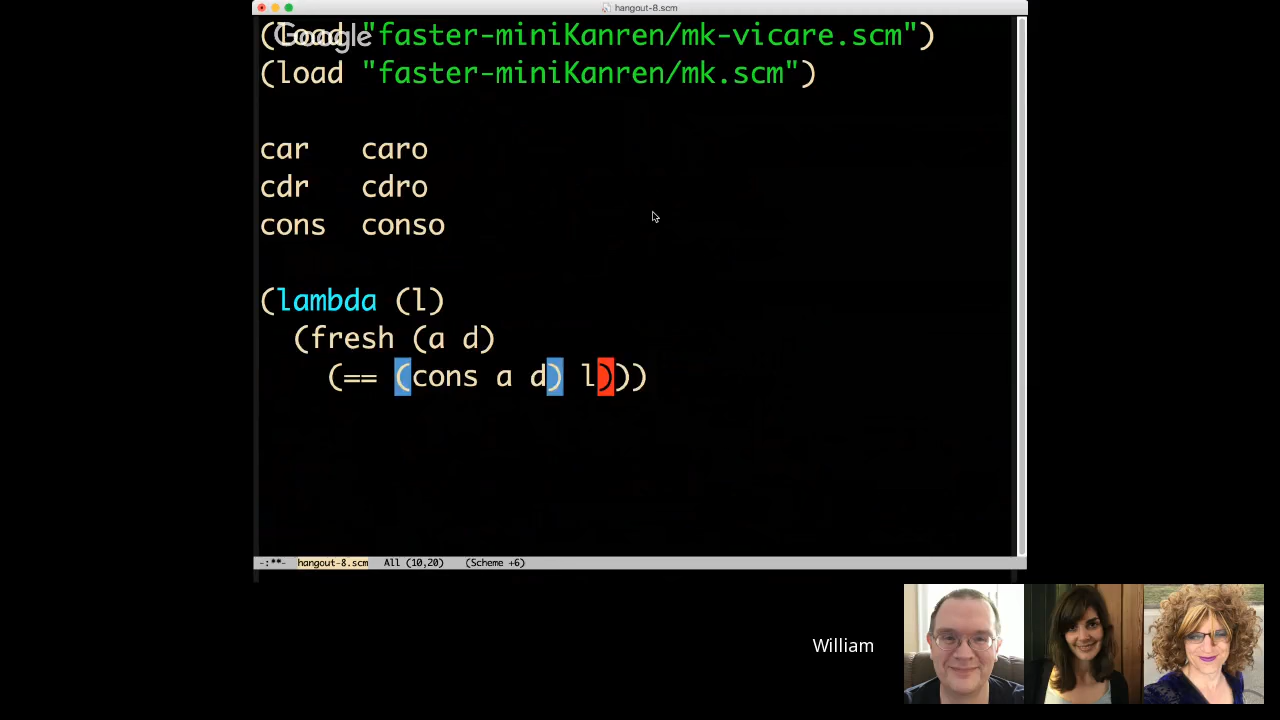 hangout-8.scm
(load "faster-miniKanren/mk-vicare.scm")
Google
(load "faster-miniKanren/mk.scm")
car caro
cdr cdro
cons conso
(lambda (l)
(fresh (a d)
(== (cons a d) l)))
-:**- hangout-8.scm All (10,20) (Scheme +6)
William